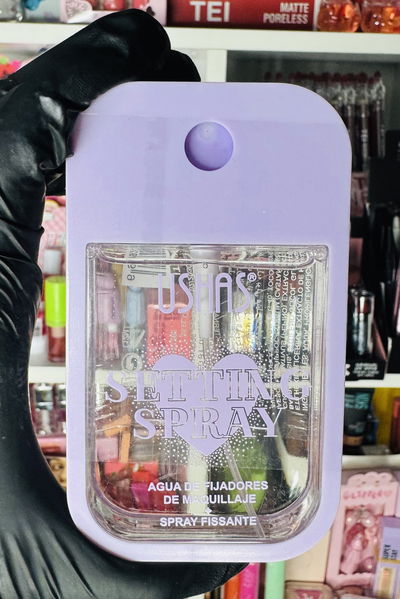 TEI
MATTE
PORELESS
USHAS®
SETTING
SPRAY
AGUA DE FIJADORES
DE MAQUILLAJE
SPRAY FISSANTE